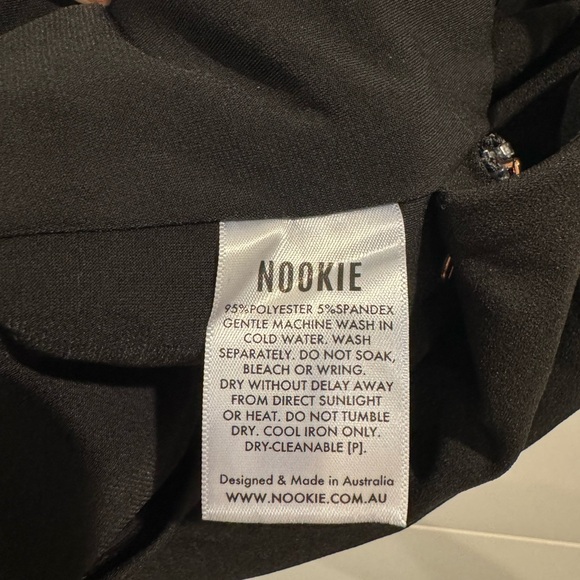 NOOKIE
95%POLYESTER 5%SPANDEX
GENTLE MACHINE WASH IN
COLD WATER. WASH
SEPARATELY. DO NOT SOAK,
BLEACH OR WRING.
DRY WITHOUT DELAY AWAY
FROM DIRECT SUNLIGHT
OR HEAT. DO NOT TUMBLE
DRY. COOL IRON ONLY.
DRY-CLEANABLE [P].
Designed & Made in Australia
WWW.NOOKIE.COM.AU